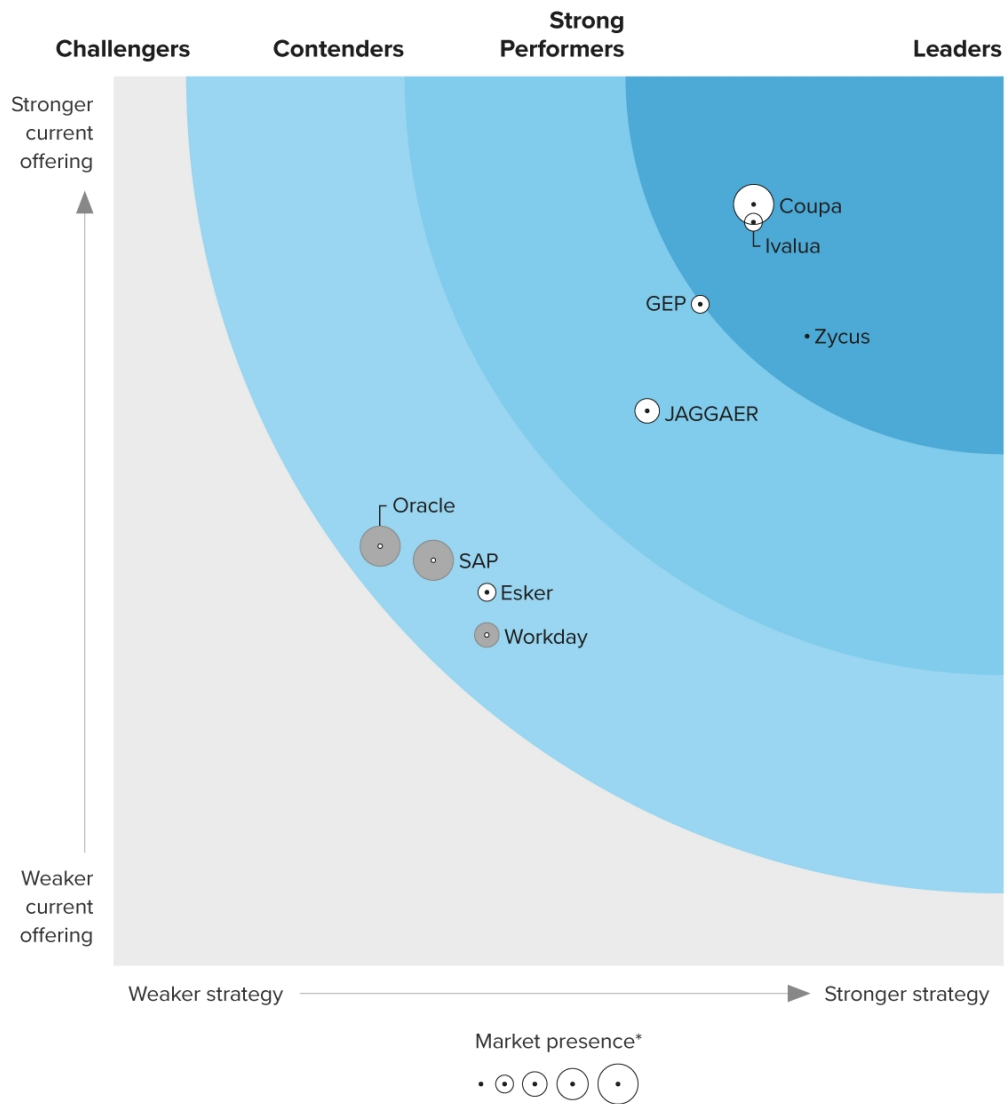 Challengers
Contenders
Strong
Performers
Leaders
Stronger
current
offering
Coupa
Ivalua
GEP
Zycus
JAGGAER
Oracle
SAP
Esker
Workday
Weaker
current
offering
Weaker strategy
Stronger strategy
Market presence*